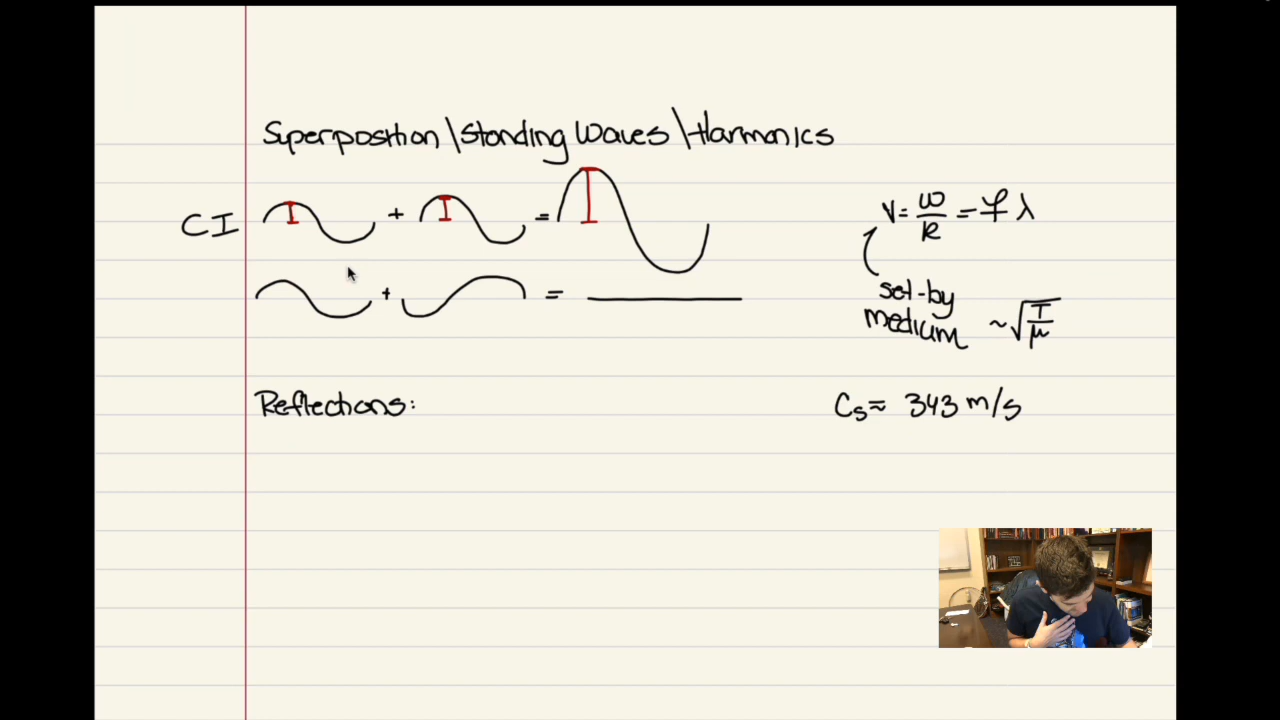 Superposition \ Standing Waves \ Harmonics
CI + =
+ =
v = ω/k = f λ
set by
medium ~ √T/μ
Reflections:
Cs ≈ 343 m/s